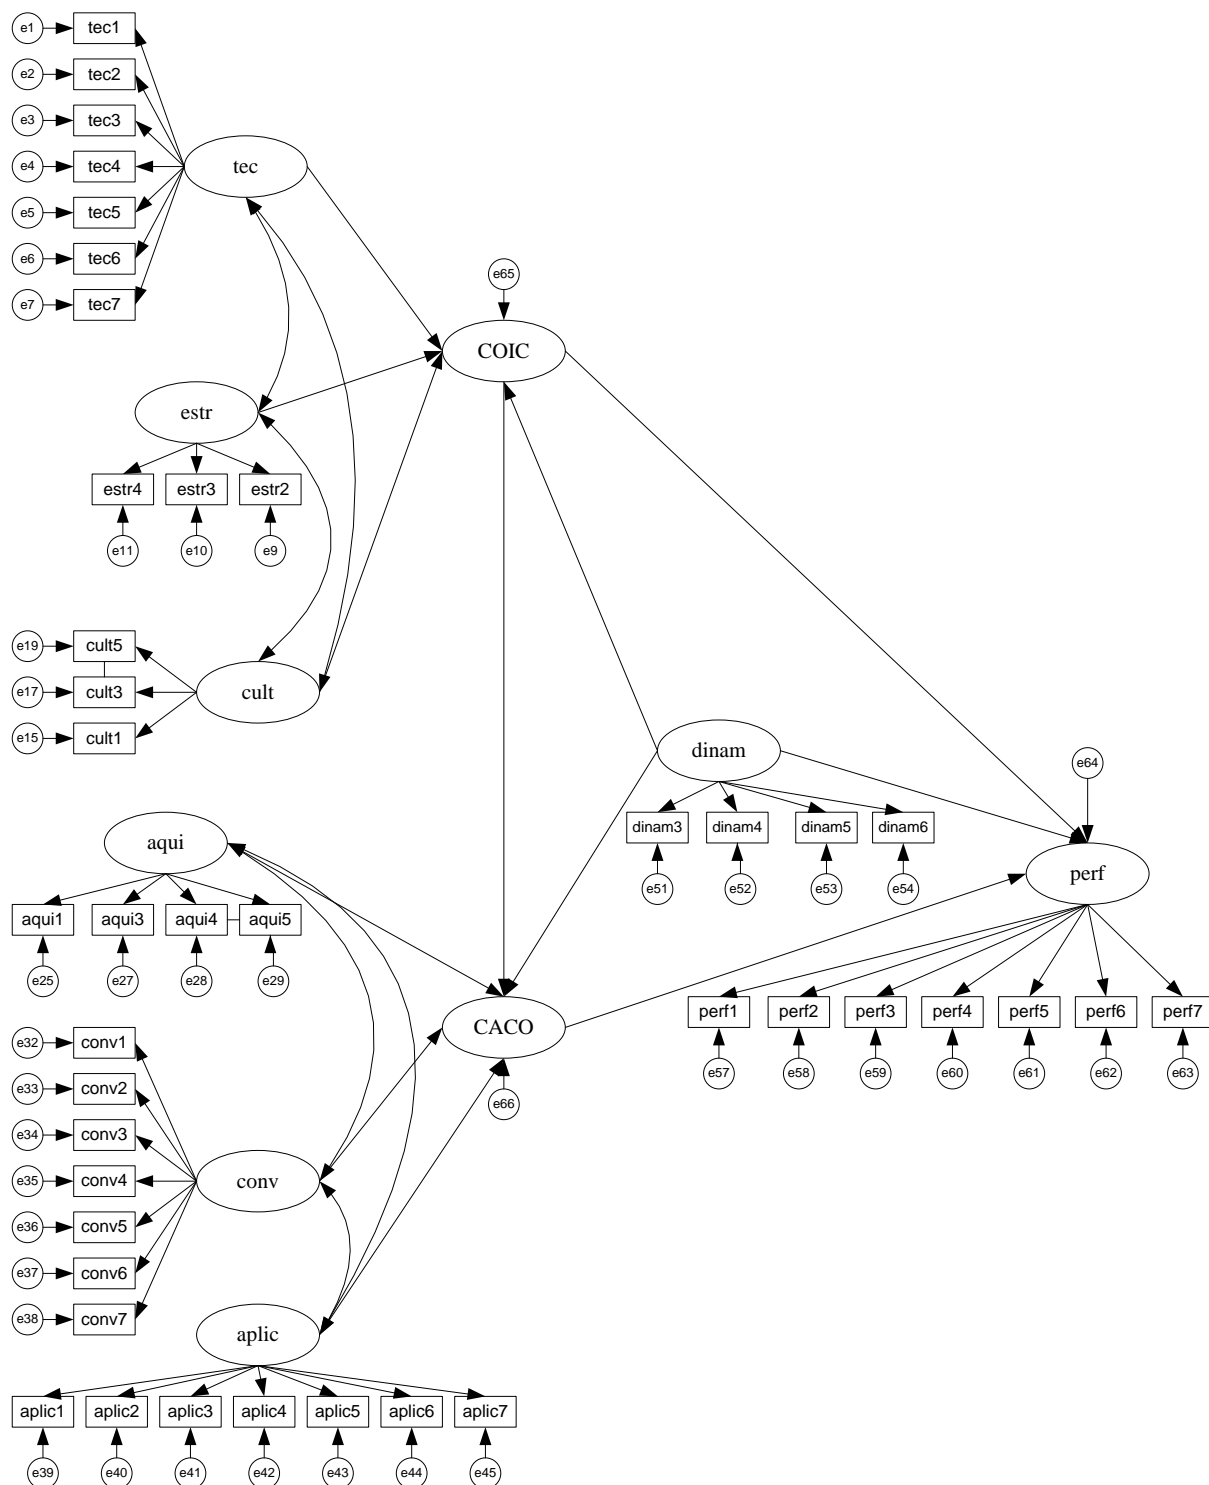 e1 tec1
e2 tec2
e3 tec3
e4 tec4
tec
e5 tec5
e6 tec6
e7 tec7
e65
COIC
estr
estr4 estr3 estr2
e11 e10 e9
e19 cult5
e17 cult3
cult
e15 cult1
dinam
e64
dinam3 dinam4 dinam5 dinam6
e51 e52 e53 e54
aqui
perf
aqui1 aqui3 aqui4 aqui5
e25 e27 e28 e29
perf1 perf2 perf3 perf4 perf5 perf6 perf7
e57 e58 e59 e60 e61 e62 e63
CACO
e66
e32 conv1
e33 conv2
e34 conv3
e35 conv4
conv
e36 conv5
e37 conv6
e38 conv7
aplic
aplic1 aplic2 aplic3 aplic4 aplic5 aplic6 aplic7
e39 e40 e41 e42 e43 e44 e45